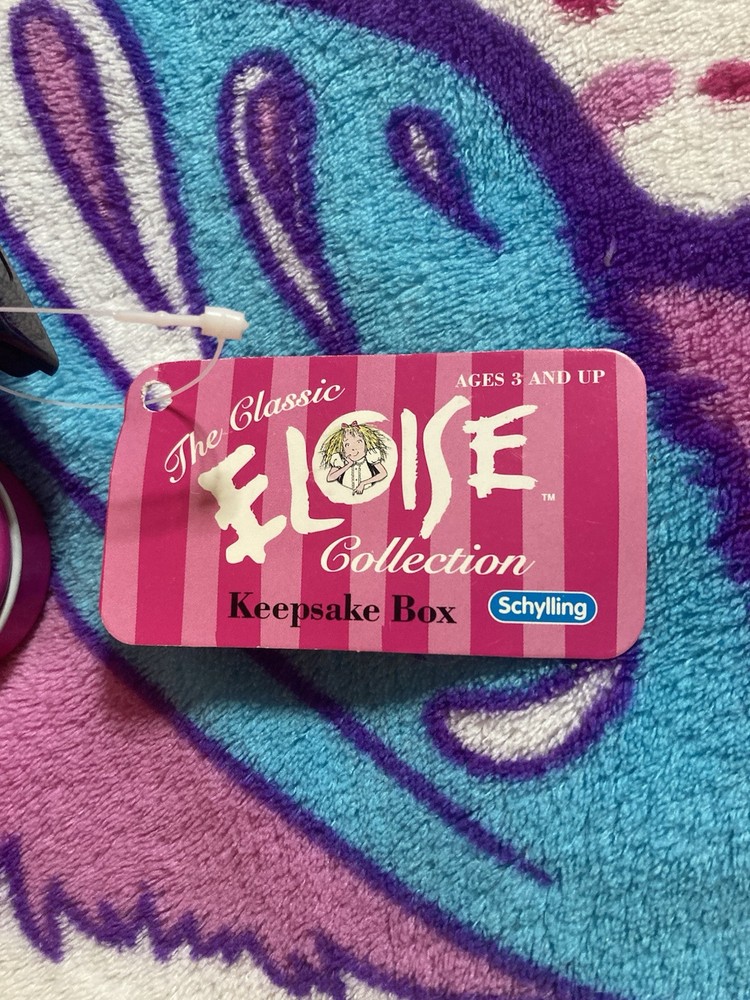 AGES 3 AND UP
The Classic
ELOISE™
Collection
Keepsake Box
Schylling